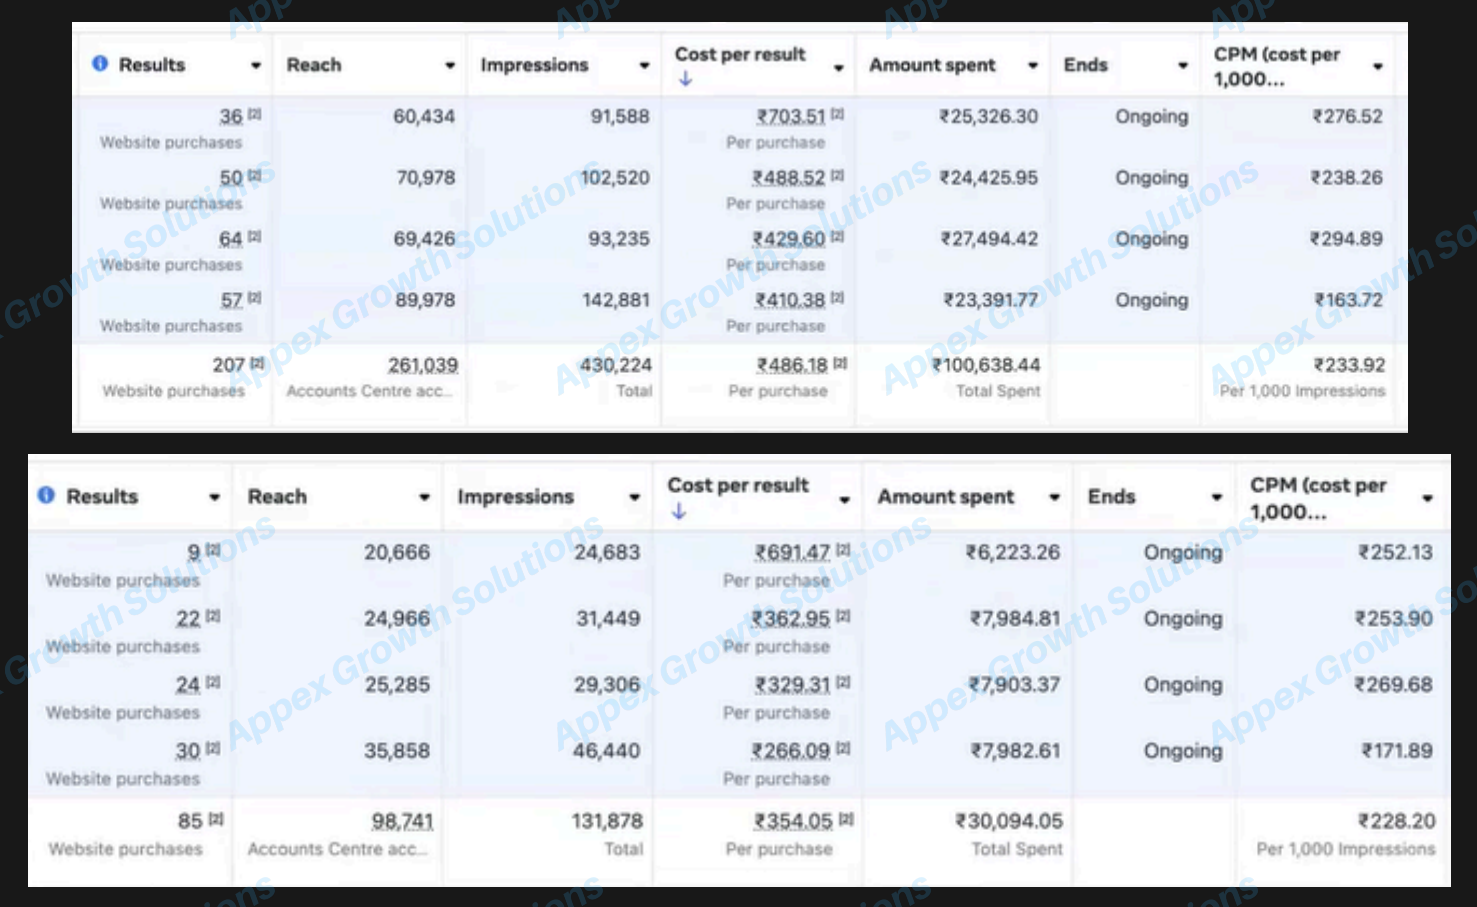 Results Reach Impressions Cost per result ↓ Amount spent Ends CPM (cost per 1,000...
36 [2] 60,434 91,588 ₹703.51 [2] ₹25,326.30 Ongoing ₹276.52
Website purchases Per purchase
50 [2] 70,978 102,520 ₹488.52 [2] ₹24,425.95 Ongoing ₹238.26
Website purchases Per purchase
64 [2] 69,426 93,235 ₹429.60 [2] ₹27,494.42 Ongoing ₹294.89
Website purchases Per purchase
57 [2] 89,978 142,881 ₹410.38 [2] ₹23,391.77 Ongoing ₹163.72
Website purchases Per purchase
207 [2] 261,039 430,224 ₹486.18 [2] ₹100,638.44 ₹233.92
Website purchases Accounts Centre acc... Total Per purchase Total Spent Per 1,000 Impressions
Results Reach Impressions Cost per result ↓ Amount spent Ends CPM (cost per 1,000...
9 [2] 20,666 24,683 ₹691.47 [2] ₹6,223.26 Ongoing ₹252.13
Website purchases Per purchase
22 [2] 24,966 31,449 ₹362.95 [2] ₹7,984.81 Ongoing ₹253.90
Website purchases Per purchase
24 [2] 25,285 29,306 ₹329.31 [2] ₹7,903.37 Ongoing ₹269.68
Website purchases Per purchase
30 [2] 35,858 46,440 ₹266.09 [2] ₹7,982.61 Ongoing ₹171.89
Website purchases Per purchase
85 [2] 98,741 131,878 ₹354.05 [2] ₹30,094.05 ₹228.20
Website purchases Accounts Centre acc... Total Per purchase Total Spent Per 1,000 Impressions
Appex Growth Solutions